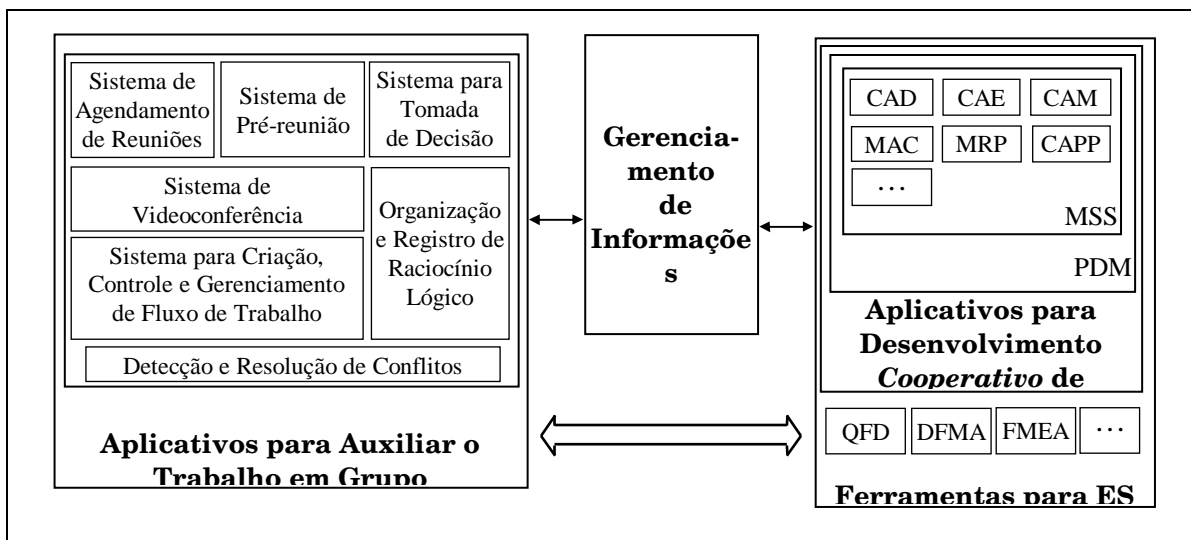 Sistema de
Agendamento
de Reuniões
Sistema de
Pré-reunião
Sistema para
Tomada
de Decisão
Sistema de
Videoconferência
Organização
e Registro de
Raciocínio
Lógico
Sistema para Criação,
Controle e Gerenciamento
de Fluxo de Trabalho
Detecção e Resolução de Conflitos
Aplicativos para Auxiliar o
Trabalho em Grupo
Gerencia-
mento
de
Informaçõe
s
CAD
CAE
CAM
MAC
MRP
CAPP
...
MSS
PDM
Aplicativos para
Desenvolvimento
Cooperativo de
QFD
DFMA
FMEA
...
Ferramentas para ES